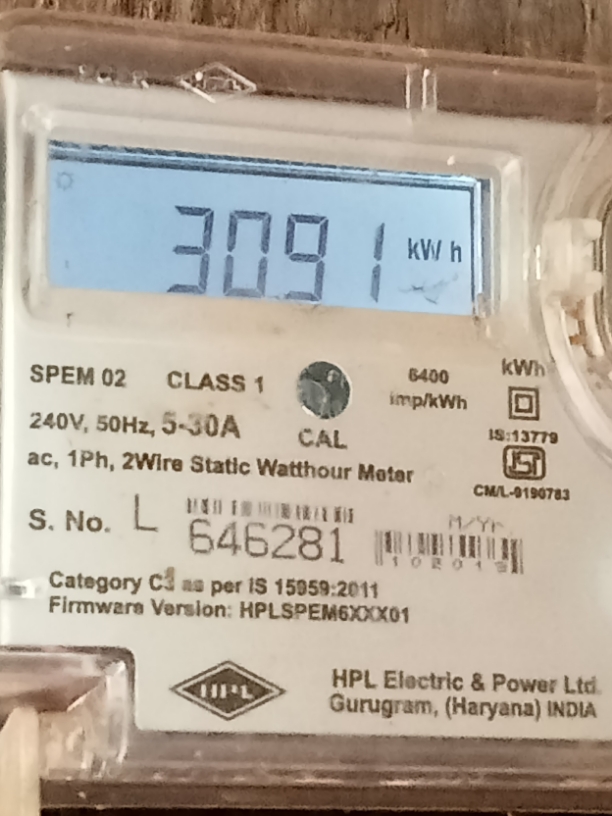 3091 kWh
SPEM 02 CLASS 1 6400 imp/kWh kWh
240V, 50Hz, 5-30A CAL IS:13779
ac, 1Ph, 2Wire Static Watthour Meter
CM/L-0190783
S. No. L 646281 M/Yr.
102019
Category C1 as per IS 15959:2011
Firmware Version: HPLSPEM6XXX01
HPL HPL Electric & Power Ltd.
Gurugram, (Haryana) INDIA